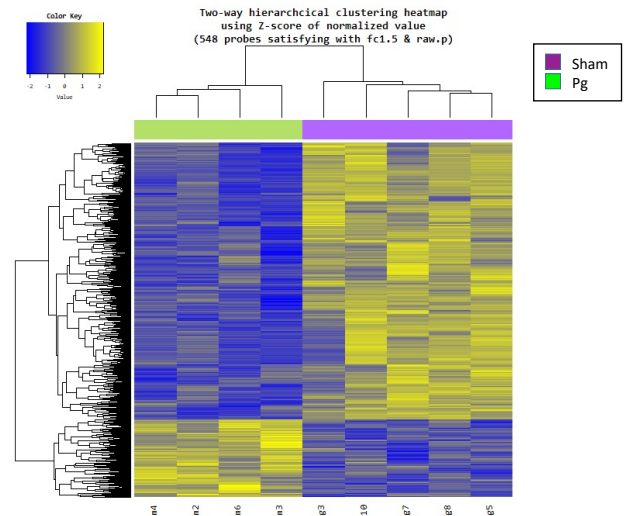 Two-way hierarchcical clustering heatmap
using Z-score of normalized value
(548 probes satisfying with fc1.5 & raw.p)
Color Key
-2 -1 0 1 2
Value
Sham
Pg
m4 m2 m6 m3 g3 10 g7 g8 g5